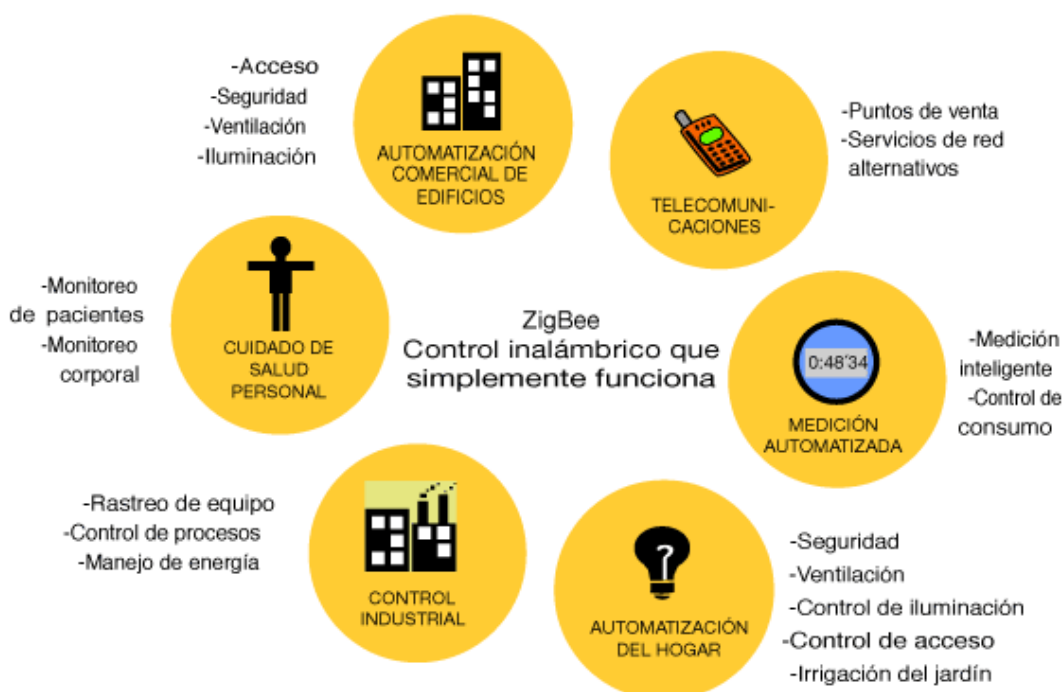 -Acceso
-Seguridad
-Ventilación
-Iluminación
AUTOMATIZACIÓN
COMERCIAL DE
EDIFICIOS
TELECOMUNI-
CACIONES
-Puntos de venta
-Servicios de red
alternativos
-Monitoreo
de pacientes
-Monitoreo
corporal
CUIDADO DE
SALUD
PERSONAL
ZigBee
Control inalámbrico que
simplemente funciona
0:48'34
MEDICIÓN
AUTOMATIZADA
-Medición
inteligente
-Control de
consumo
-Rastreo de equipo
-Control de procesos
-Manejo de energía
CONTROL
INDUSTRIAL
?
AUTOMATIZACIÓN
DEL HOGAR
-Seguridad
-Ventilación
-Control de iluminación
-Control de acceso
-Irrigación del jardín